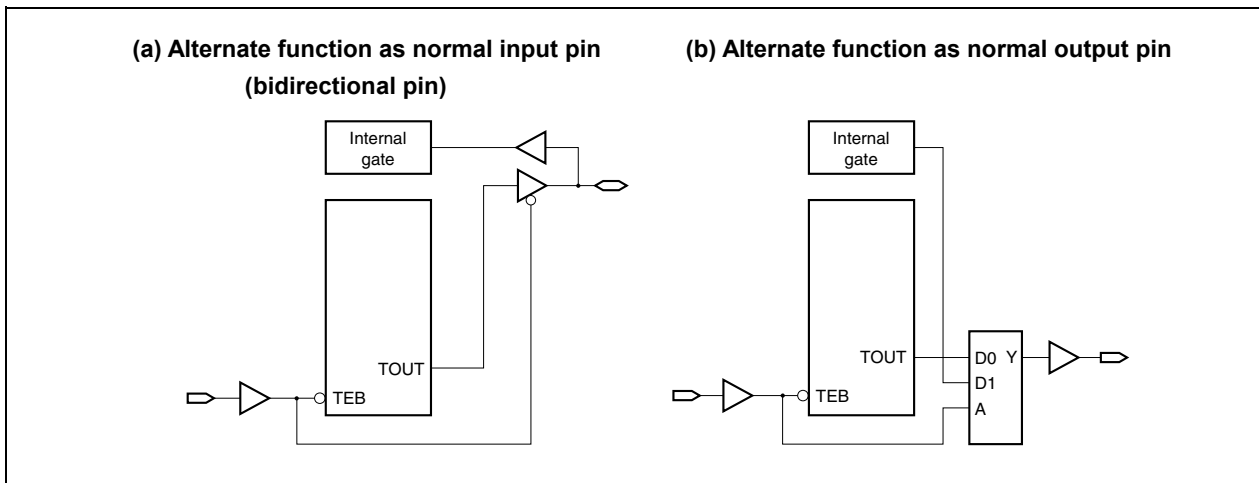 (a) Alternate function as normal input pin
(bidirectional pin)
Internal
gate
TOUT
TEB
(b) Alternate function as normal output pin
Internal
gate
TOUT
TEB
D0 Y
D1
A